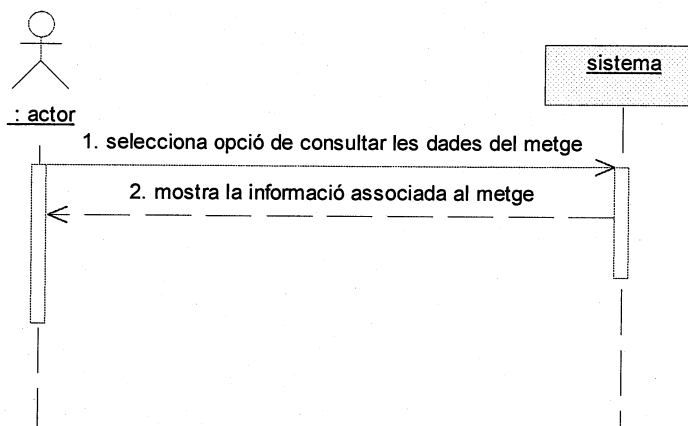 sistema
: actor
1. selecciona opció de consultar les dades del metge
2. mostra la informació associada al metge